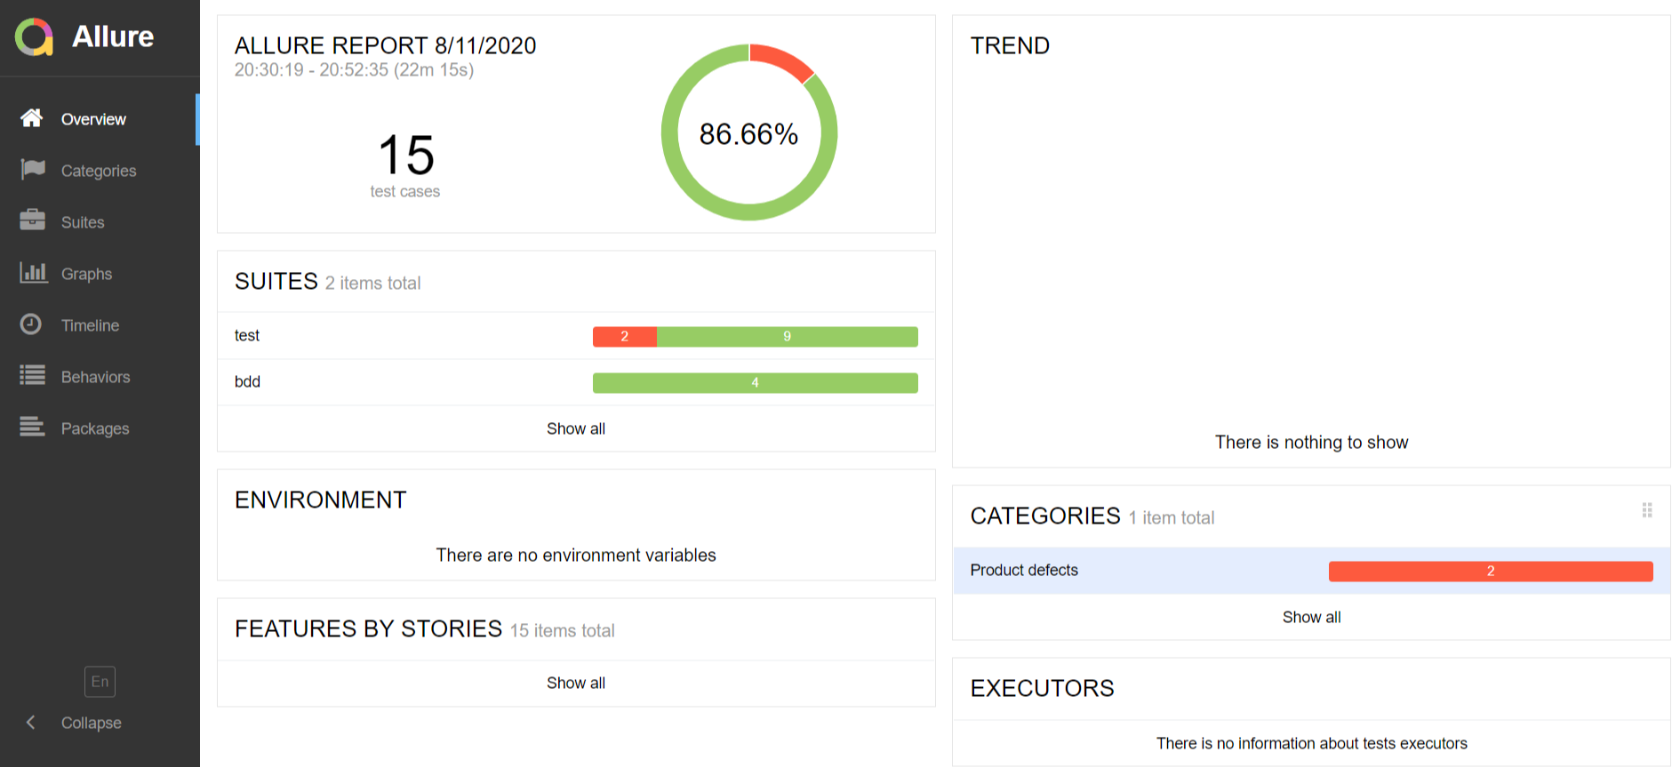 Allure
Overview
Categories
Suites
Graphs
Timeline
Behaviors
Packages
En
Collapse
ALLURE REPORT 8/11/2020
20:30:19 - 20:52:35 (22m 15s)
15
test cases
86.66%
SUITES 2 items total
test 2 9
bdd 4
Show all
ENVIRONMENT
There are no environment variables
FEATURES BY STORIES 15 items total
Show all
TREND
There is nothing to show
CATEGORIES 1 item total
Product defects 2
Show all
EXECUTORS
There is no information about tests executors